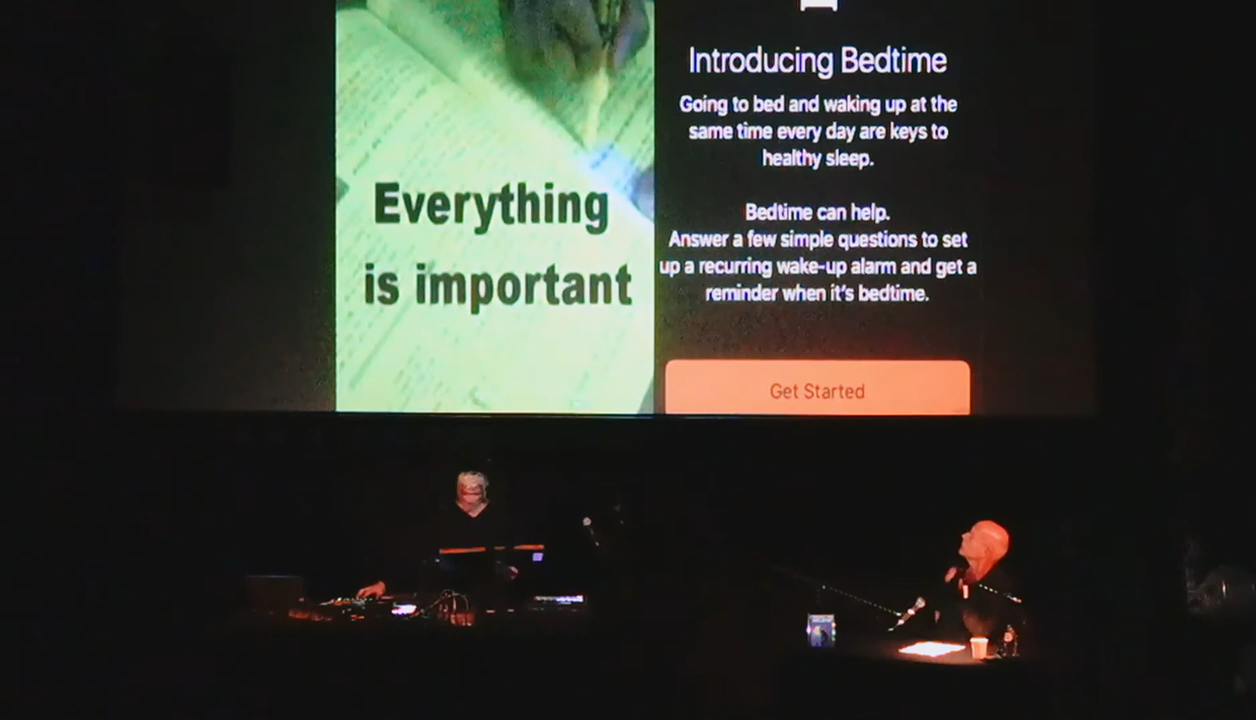 Everything
is important
Introducing Bedtime
Going to bed and waking up at the
same time every day are keys to
healthy sleep.
Bedtime can help.
Answer a few simple questions to set
up a recurring wake-up alarm and get a
reminder when it's bedtime.
Get Started